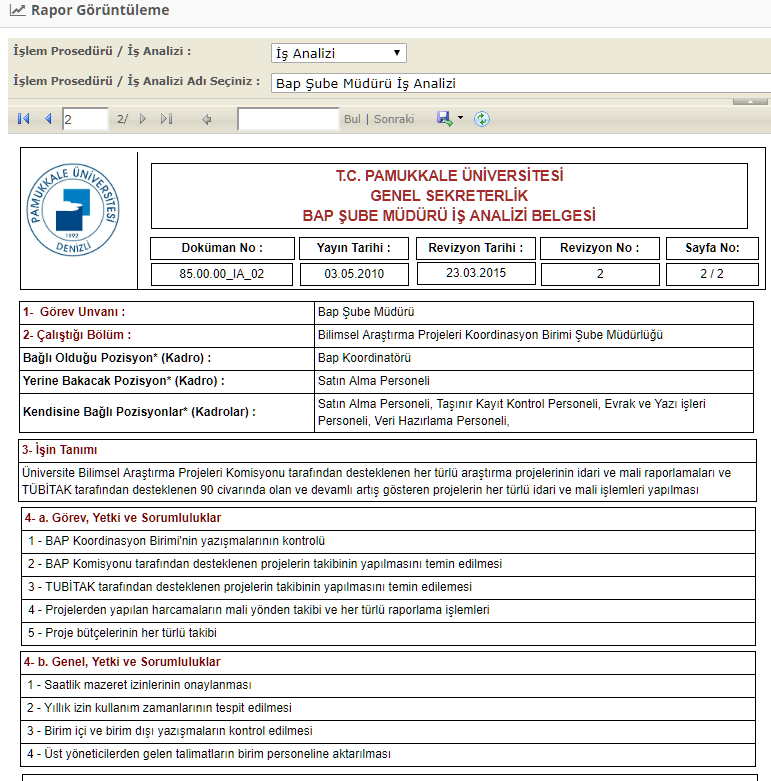 Rapor Görüntüleme
İşlem Prosedürü / İş Analizi :
İş Analizi
İşlem Prosedürü / İş Analizi Adı Seçiniz :
Bap Şube Müdürü İş Analizi
2 2/ Bul | Sonraki
PAMUKKALE ÜNİVERSİTESİ
1992
DENİZLİ
T.C. PAMUKKALE ÜNİVERSİTESİ
GENEL SEKRETERLİK
BAP ŞUBE MÜDÜRÜ İŞ ANALİZİ BELGESİ
Doküman No : Yayın Tarihi : Revizyon Tarihi : Revizyon No : Sayfa No:
85.00.00_IA_02 03.05.2010 23.03.2015 2 2 / 2
1- Görev Unvanı : Bap Şube Müdürü
2- Çalıştığı Bölüm : Bilimsel Araştırma Projeleri Koordinasyon Birimi Şube Müdürlüğü
Bağlı Olduğu Pozisyon* (Kadro) : Bap Koordinatörü
Yerine Bakacak Pozisyon* (Kadro) : Satın Alma Personeli
Kendisine Bağlı Pozisyonlar* (Kadrolar) : Satın Alma Personeli, Taşınır Kayıt Kontrol Personeli, Evrak ve Yazı işleri
Personeli, Veri Hazırlama Personeli,
3- İşin Tanımı
Üniversite Bilimsel Araştırma Projeleri Komisyonu tarafından desteklenen her türlü araştırma projelerinin idari ve mali raporlamaları ve
TÜBİTAK tarafından desteklenen 90 civarında olan ve devamlı artış gösteren projelerin her türlü idari ve mali işlemleri yapılması
4- a. Görev, Yetki ve Sorumluluklar
1 - BAP Koordinasyon Birimi'nin yazışmalarının kontrolü
2 - BAP Komisyonu tarafından desteklenen projelerin takibinin yapılmasını temin edilmesi
3 - TUBİTAK tarafından desteklenen projelerin takibinin yapılmasını temin edilemesi
4 - Projelerden yapılan harcamaların mali yönden takibi ve her türlü raporlama işlemleri
5 - Proje bütçelerinin her türlü takibi
4- b. Genel, Yetki ve Sorumluluklar
1 - Saatlik mazeret izinlerinin onaylanması
2 - Yıllık izin kullanım zamanlarının tespit edilmesi
3 - Birim içi ve birim dışı yazışmaların kontrol edilmesi
4 - Üst yöneticilerden gelen talimatların birim personeline aktarılması